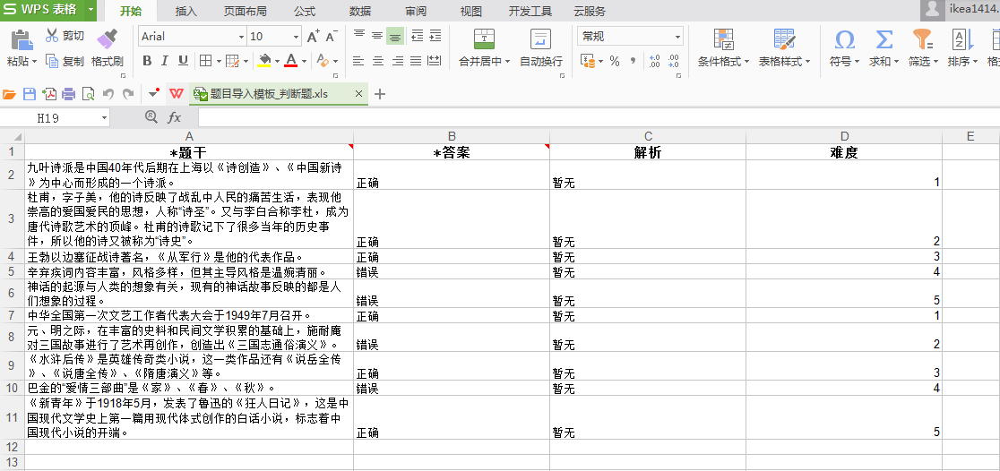 S WPS 表格 开始 插入 页面布局 公式 数据 审阅 视图 开发工具 云服务 ikea1414.
粘贴 剪切 复制 格式刷 Arial 10 A+ A- B I U A 合并居中 自动换行 常规 % 条件格式 表格样式 符号 求和 筛选 排序 格
题目导入模板_判断题.xls
H19 fx
A B C D E
1 *题干 *答案 解析 难度
九叶诗派是中国40年代后期在上海以《诗创造》、《中国新诗
2 》为中心而形成的一个诗派。 正确 暂无 1
杜甫，字子美，他的诗反映了战乱中人民的痛苦生活，表现他
崇高的爱国爱民的思想，人称“诗圣”。又与李白合称李杜，成为
3 唐代诗歌艺术的顶峰。杜甫的诗歌记下了很多当年的历史事
件，所以他的诗又被称为“诗史”。 正确 暂无 2
4 王勃以边塞征战诗著名，《从军行》是他的代表作品。 正确 暂无 3
5 辛弃疾词内容丰富，风格多样，但其主导风格是温婉清丽。 错误 暂无 4
神话的起源与人类的想象有关，现有的神话故事反映的都是人
6 们想象的过程。 错误 暂无 5
7 中华全国第一次文艺工作者代表大会于1949年7月召开。 正确 暂无 1
元、明之际，在丰富的史料和民间文学积累的基础上，施耐庵
8 对三国故事进行了艺术再创作，创造出《三国志通俗演义》。 错误 暂无 2
《水浒后传》是英雄传奇类小说，这一类作品还有《说岳全传
9 》、《说唐全传》、《隋唐演义》等。 正确 暂无 3
10 巴金的“爱情三部曲”是《家》、《春》、《秋》。 错误 暂无 4
《新青年》于1918年5月，发表了鲁迅的《狂人日记》，这是中
11 国现代文学史上第一篇用现代体式创作的白话小说，标志着中
国现代小说的开端。 正确 暂无 5
12
13